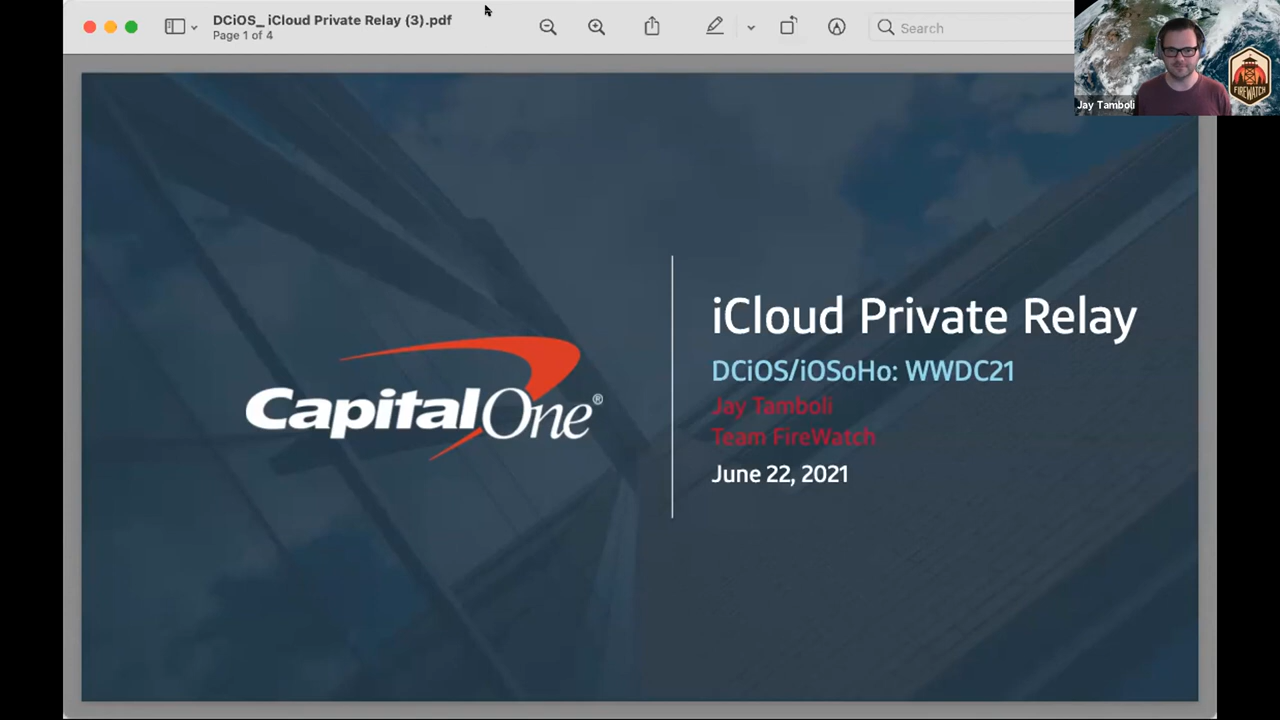 DCiOS_ iCloud Private Relay (3).pdf
Page 1 of 4
Search
Jay Tamboli
FIREWATCH
CapitalOne®
iCloud Private Relay
DCiOS/iOSoHo: WWDC21
Jay Tamboli
Team FireWatch
June 22, 2021